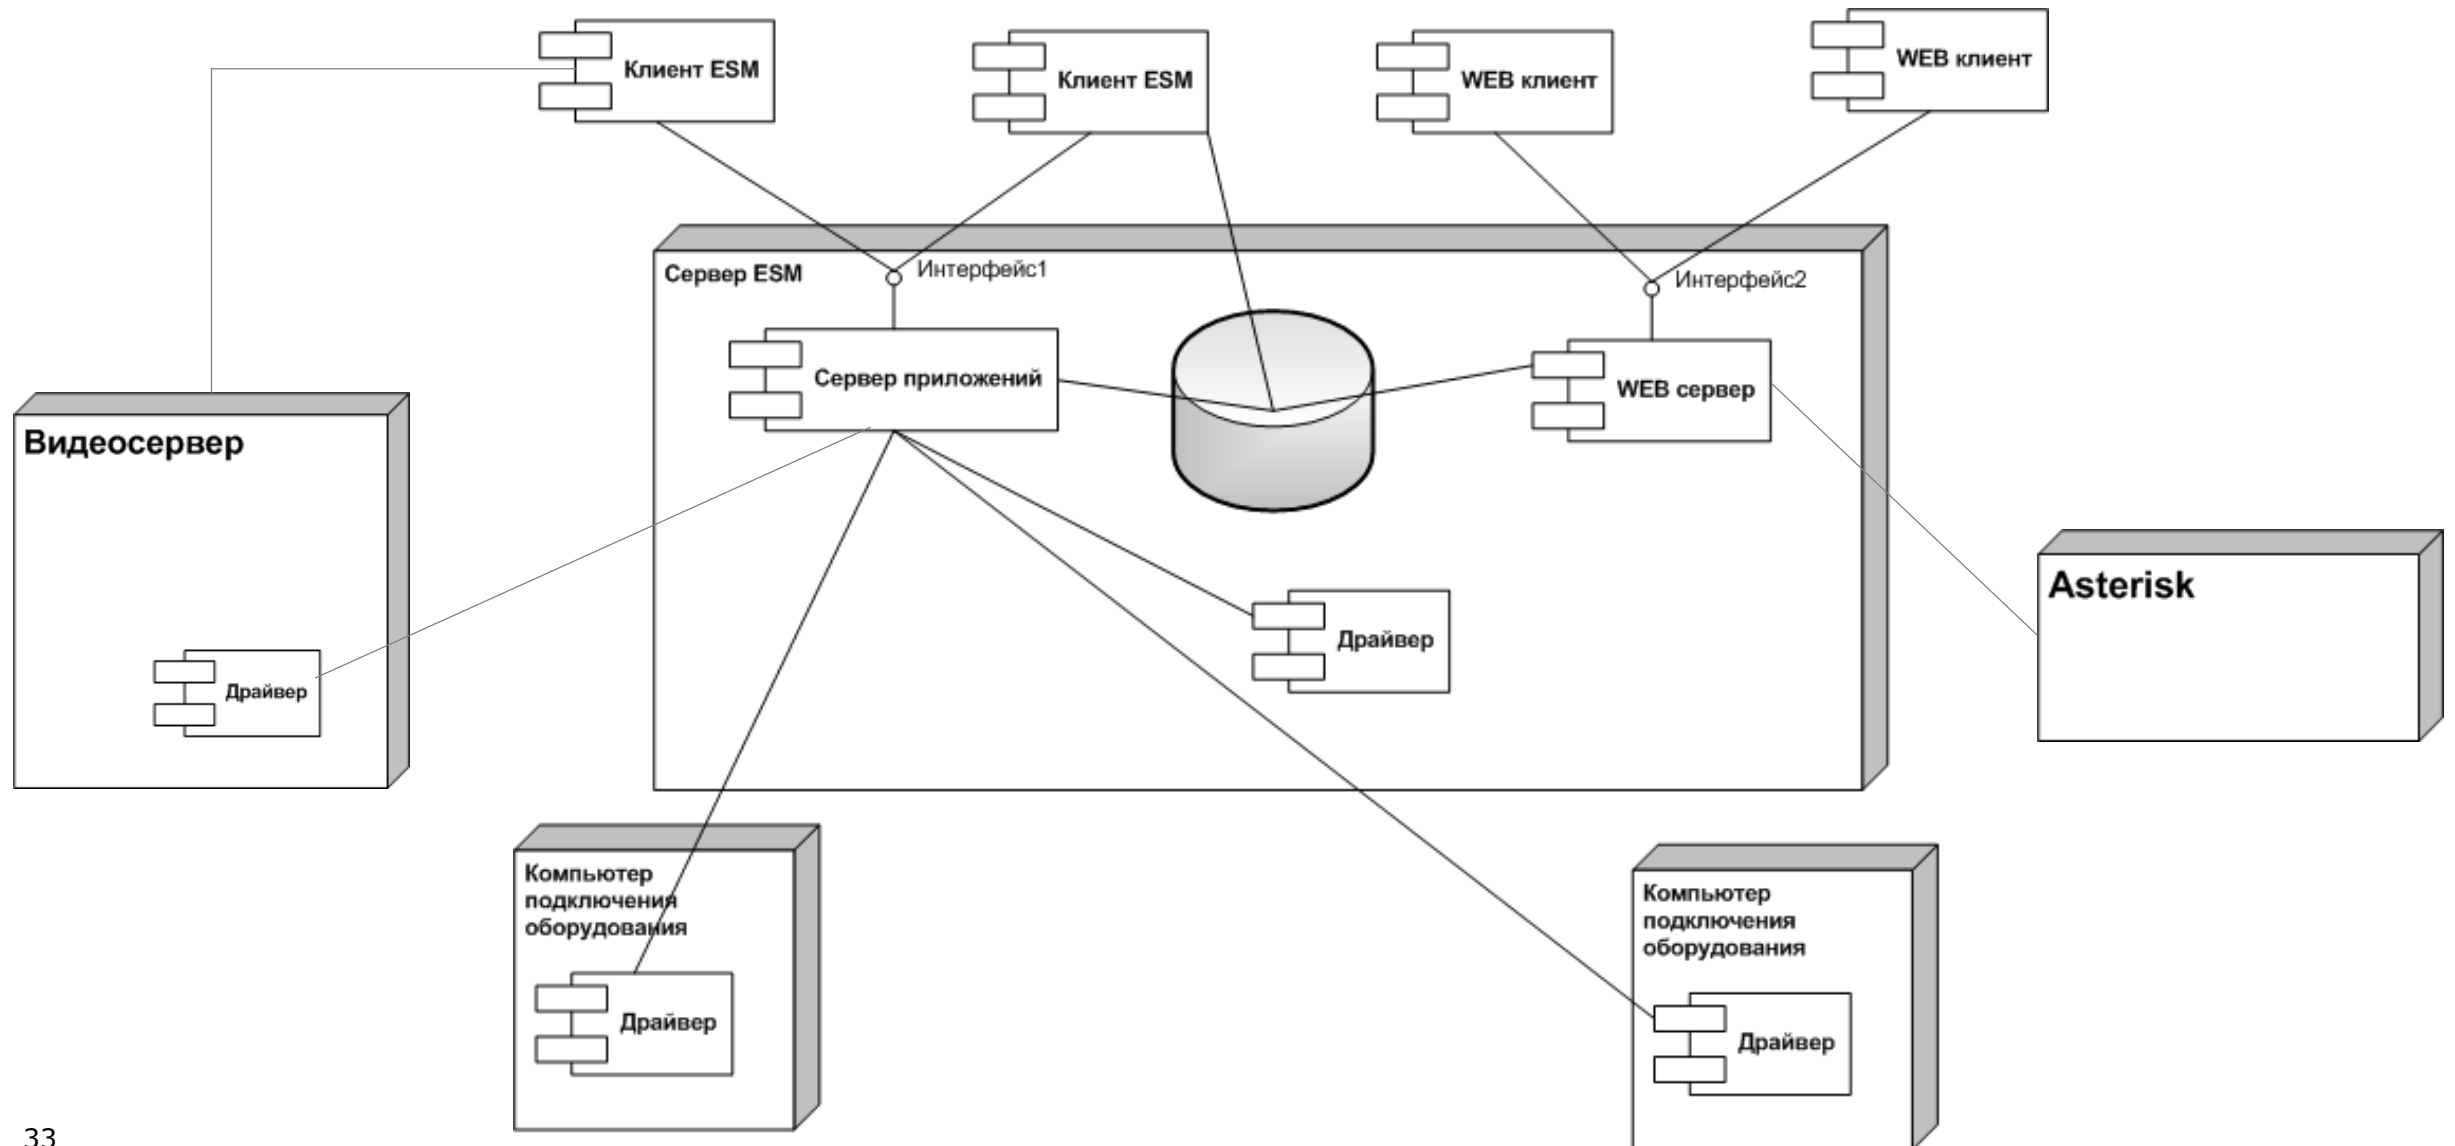 Клиент ESM
Клиент ESM
WEB клиент
WEB клиент
Сервер ESM
Интерфейс1
Интерфейс2
Сервер приложений
WEB сервер
Видеосервер
Asterisk
Драйвер
Драйвер
Компьютер
подключения
оборудования
Драйвер
Компьютер
подключения
оборудования
Драйвер
33